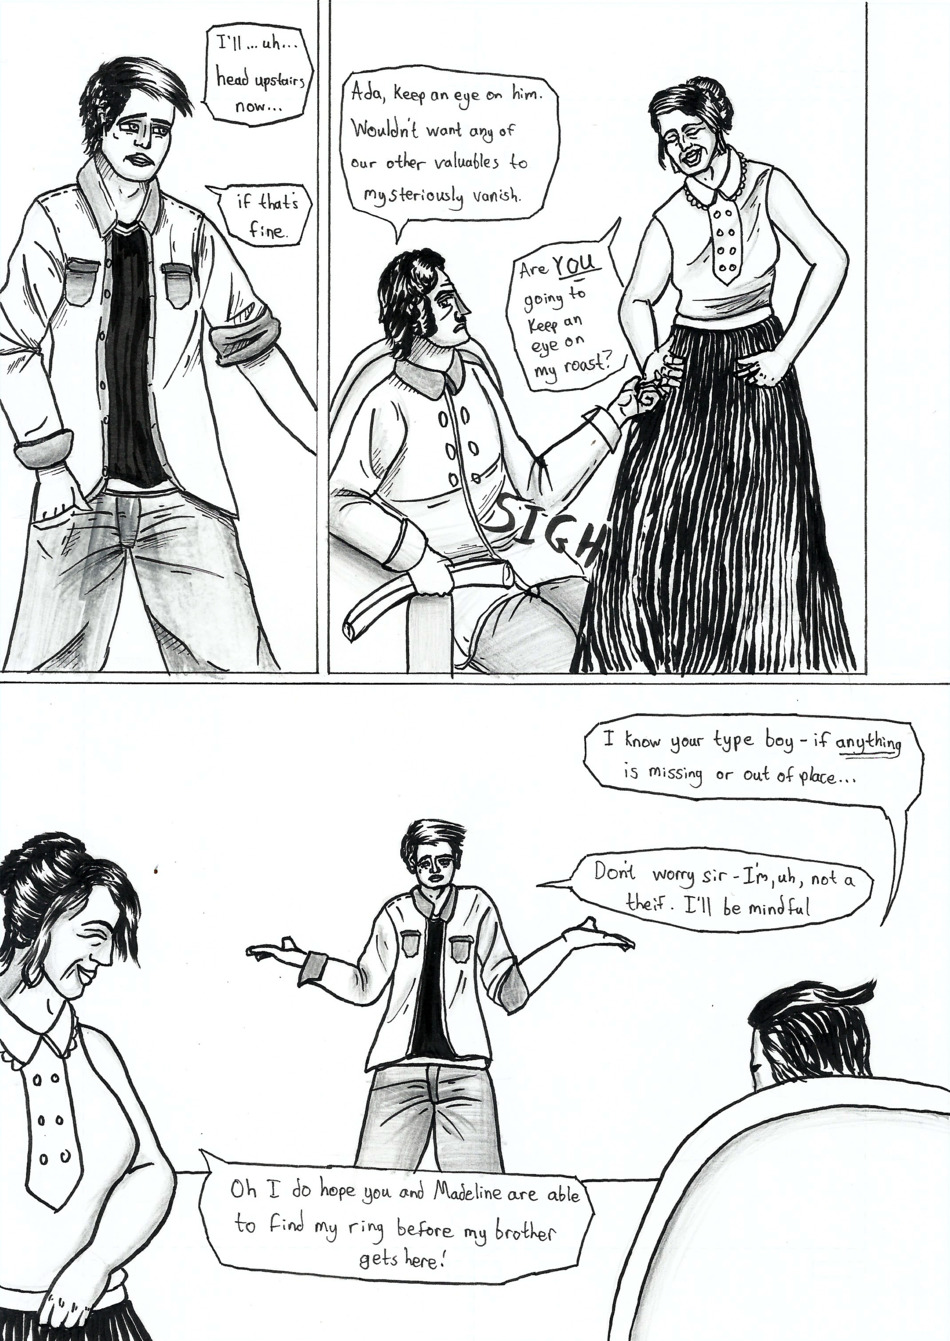 I'll ... uh...
head upstairs
now...
if that's
fine.
Ada, Keep an eye on him.
Wouldn't want any of
our other valuables to
mysteriously vanish.
Are YOU
going to
Keep an
eye on
my roast?
SIGH
I know your type boy - if anything
is missing or out of place...
Don't worry sir - I'm, uh, not a
theif. I'll be mindful
Oh I do hope you and Madeline are able
to find my ring before my brother
gets here!